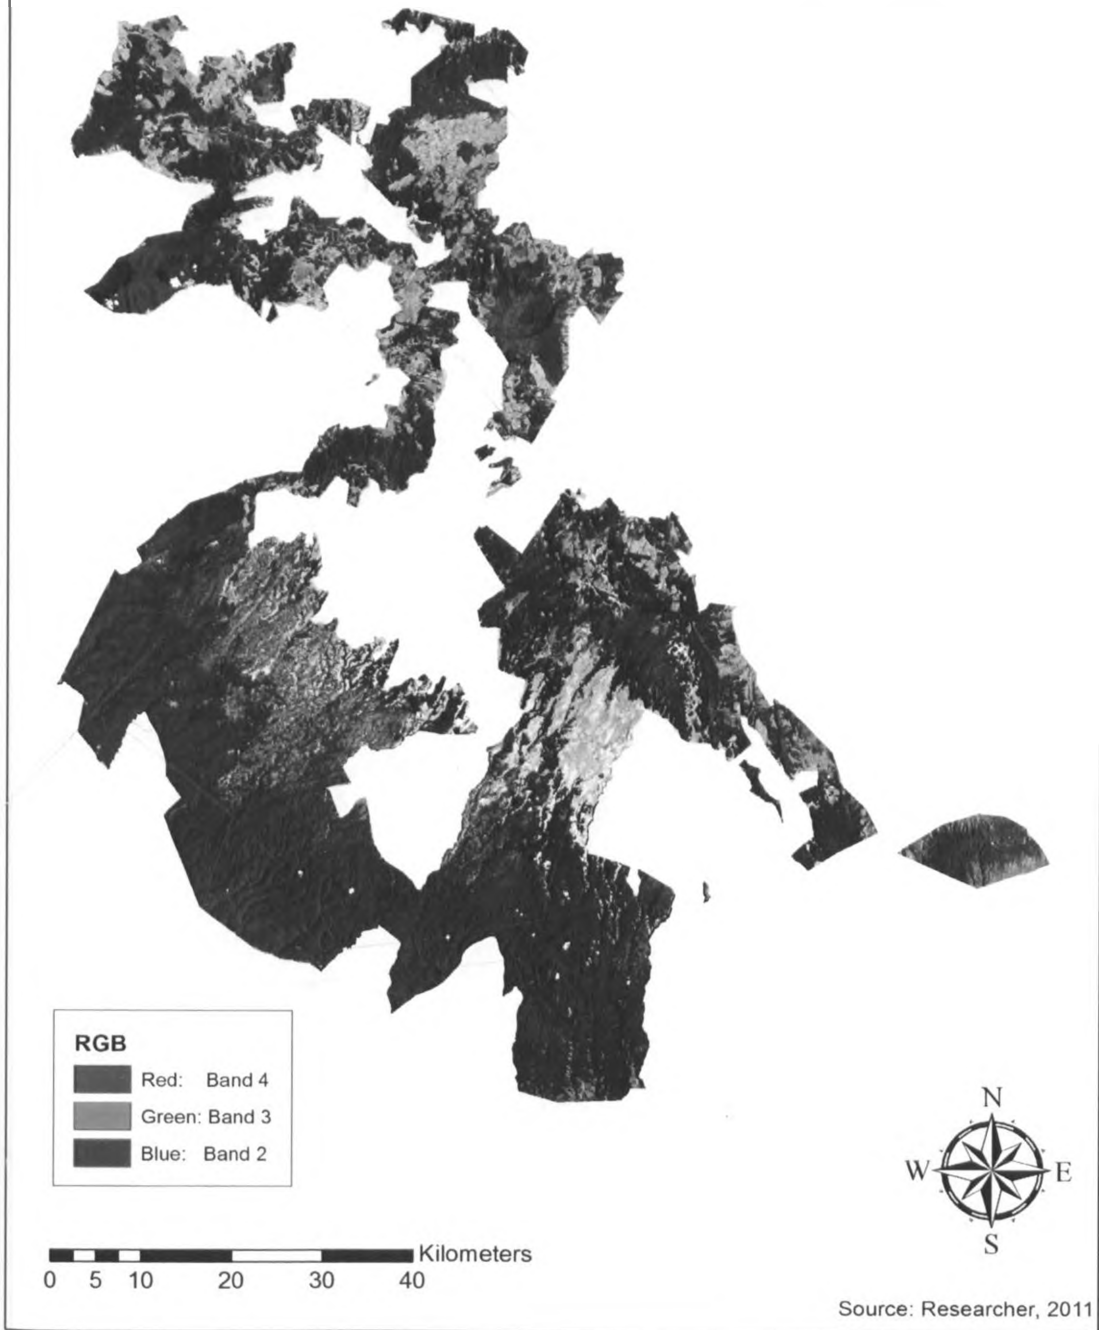 RGB
Red: Band 4
Green: Band 3
Blue: Band 2
N
W E
S
Kilometers
0 5 10 20 30 40
Source: Researcher, 2011